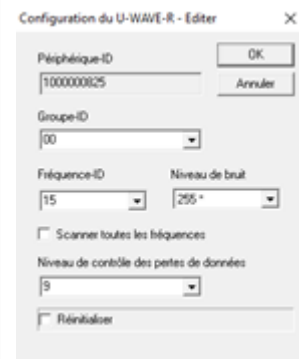 Configuration du U-WAVE-R - Editer
Périphérique-ID
OK
1000000825
Annuler
Groupe-ID
00
Fréquence-ID
Niveau de bruit
15
255 *
Scanner toutes les fréquences
Niveau de contrôle des pertes de données
9
Réinitialiser